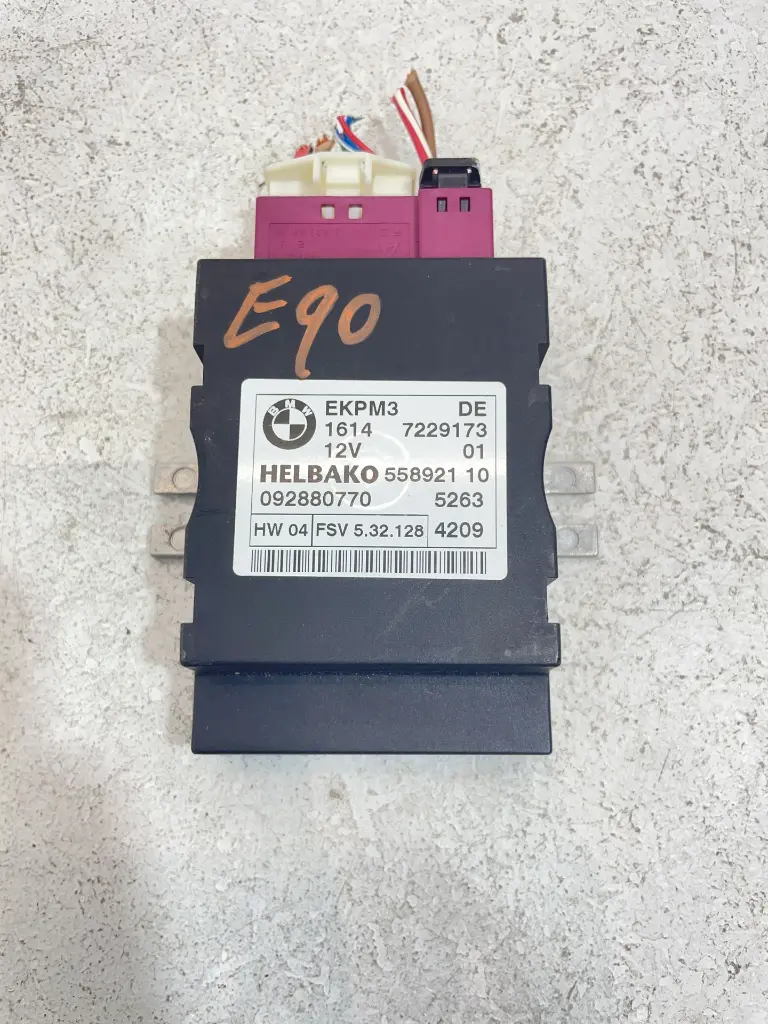 E90
BMW
EKPM3 DE
1614 7229173
12V 01
HELBAKO 558921 10
092880770 5263
HW 04 FSV 5.32.128 4209